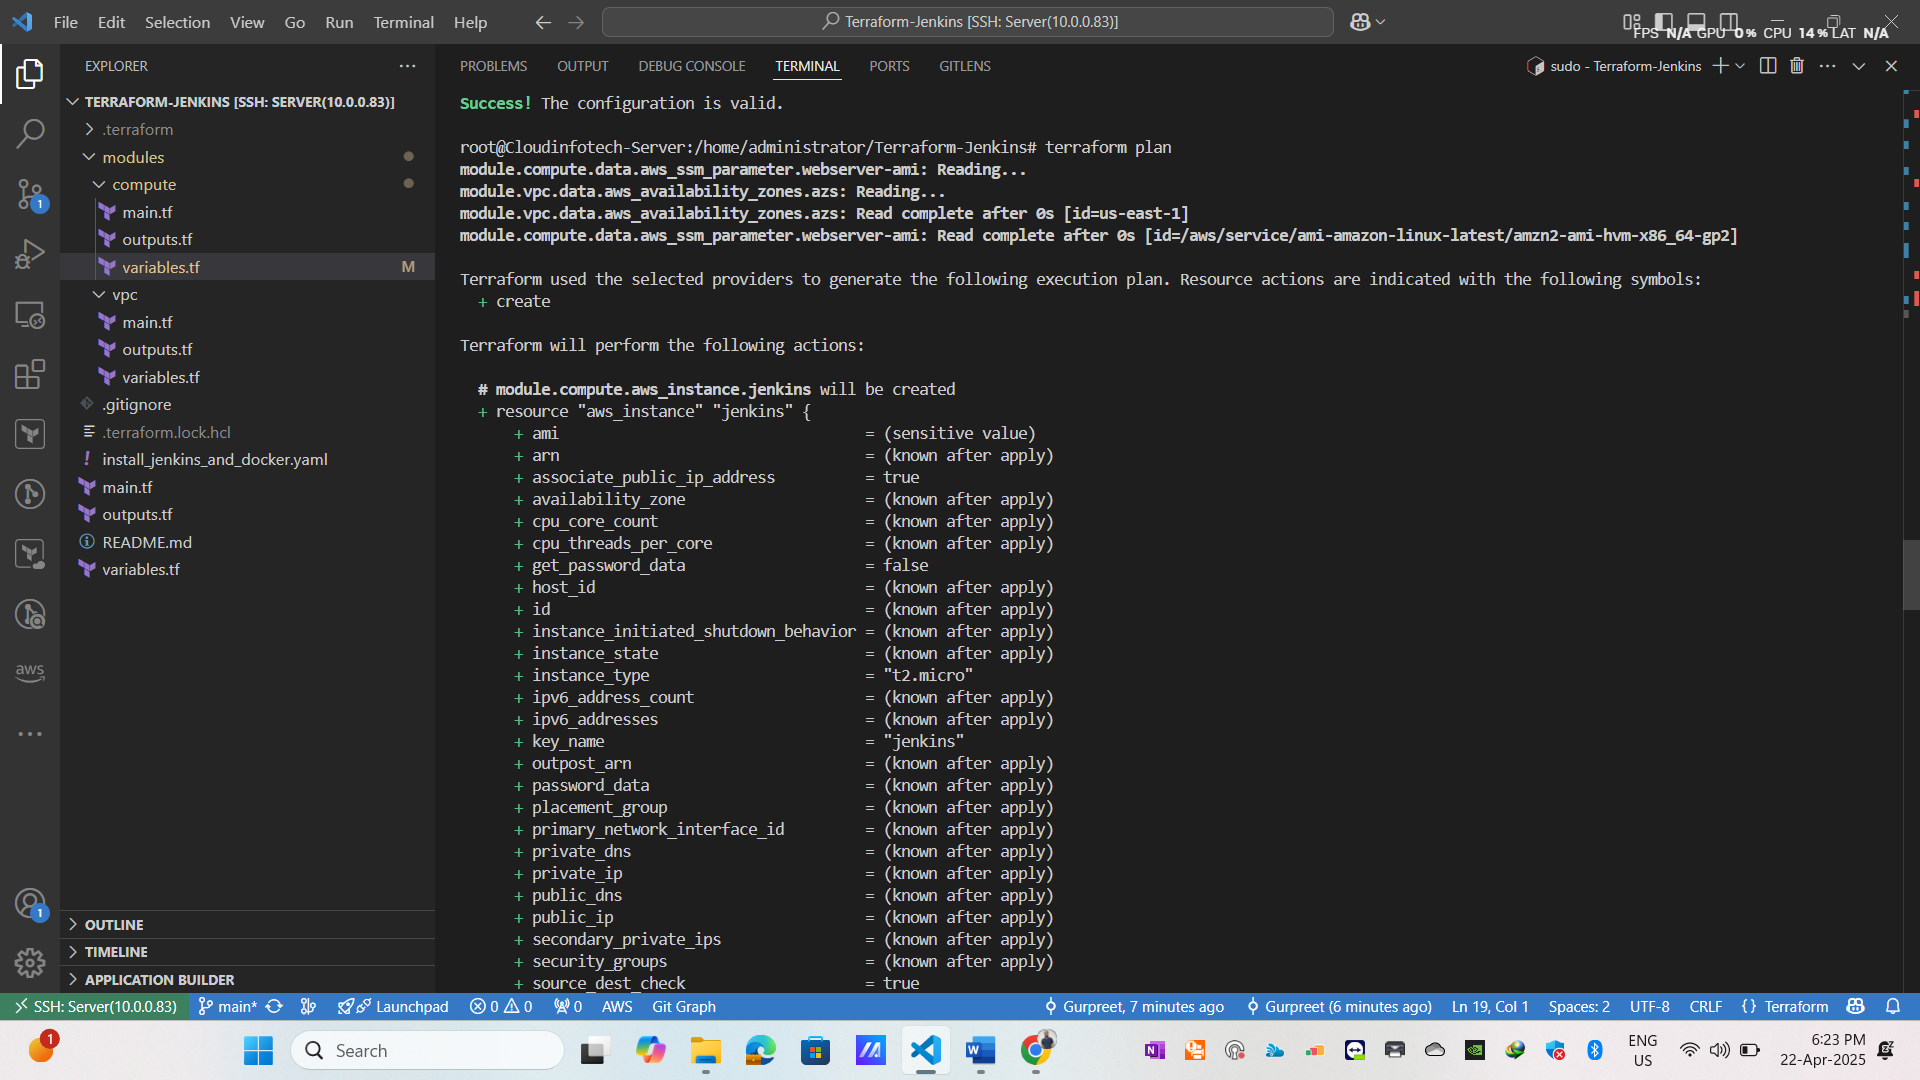 File Edit Selection View Go Run Terminal Help
Terraform-Jenkins [SSH: Server(10.0.0.83)]
FPS N/A GPU 0% CPU 14% LAT N/A
EXPLORER
TERRAFORM-JENKINS [SSH: SERVER(10.0.0.83)]
.terraform
modules
compute
main.tf
outputs.tf
variables.tf M
vpc
main.tf
outputs.tf
variables.tf
.gitignore
.terraform.lock.hcl
! install_jenkins_and_docker.yaml
main.tf
outputs.tf
README.md
variables.tf
OUTLINE
TIMELINE
APPLICATION BUILDER
1
aws
1
PROBLEMS OUTPUT DEBUG CONSOLE TERMINAL PORTS GITLENS
sudo - Terraform-Jenkins
Success! The configuration is valid.
root@Cloudinfotech-Server:/home/administrator/Terraform-Jenkins# terraform plan
module.compute.data.aws_ssm_parameter.webserver-ami: Reading...
module.vpc.data.aws_availability_zones.azs: Reading...
module.vpc.data.aws_availability_zones.azs: Read complete after 0s [id=us-east-1]
module.compute.data.aws_ssm_parameter.webserver-ami: Read complete after 0s [id=/aws/service/ami-amazon-linux-latest/amzn2-ami-hvm-x86_64-gp2]
Terraform used the selected providers to generate the following execution plan. Resource actions are indicated with the following symbols:
+ create
Terraform will perform the following actions:
# module.compute.aws_instance.jenkins will be created
+ resource "aws_instance" "jenkins" {
+ ami = (sensitive value)
+ arn = (known after apply)
+ associate_public_ip_address = true
+ availability_zone = (known after apply)
+ cpu_core_count = (known after apply)
+ cpu_threads_per_core = (known after apply)
+ get_password_data = false
+ host_id = (known after apply)
+ id = (known after apply)
+ instance_initiated_shutdown_behavior = (known after apply)
+ instance_state = (known after apply)
+ instance_type = "t2.micro"
+ ipv6_address_count = (known after apply)
+ ipv6_addresses = (known after apply)
+ key_name = "jenkins"
+ outpost_arn = (known after apply)
+ password_data = (known after apply)
+ placement_group = (known after apply)
+ primary_network_interface_id = (known after apply)
+ private_dns = (known after apply)
+ private_ip = (known after apply)
+ public_dns = (known after apply)
+ public_ip = (known after apply)
+ secondary_private_ips = (known after apply)
+ security_groups = (known after apply)
+ source_dest_check = true
SSH: Server(10.0.0.83) main* Launchpad 0 0 0 AWS Git Graph Gurpreet, 7 minutes ago Gurpreet (6 minutes ago) Ln 19, Col 1 Spaces: 2 UTF-8 CRLF {} Terraform
1
Search
ENG
US
6:23 PM
22-Apr-2025